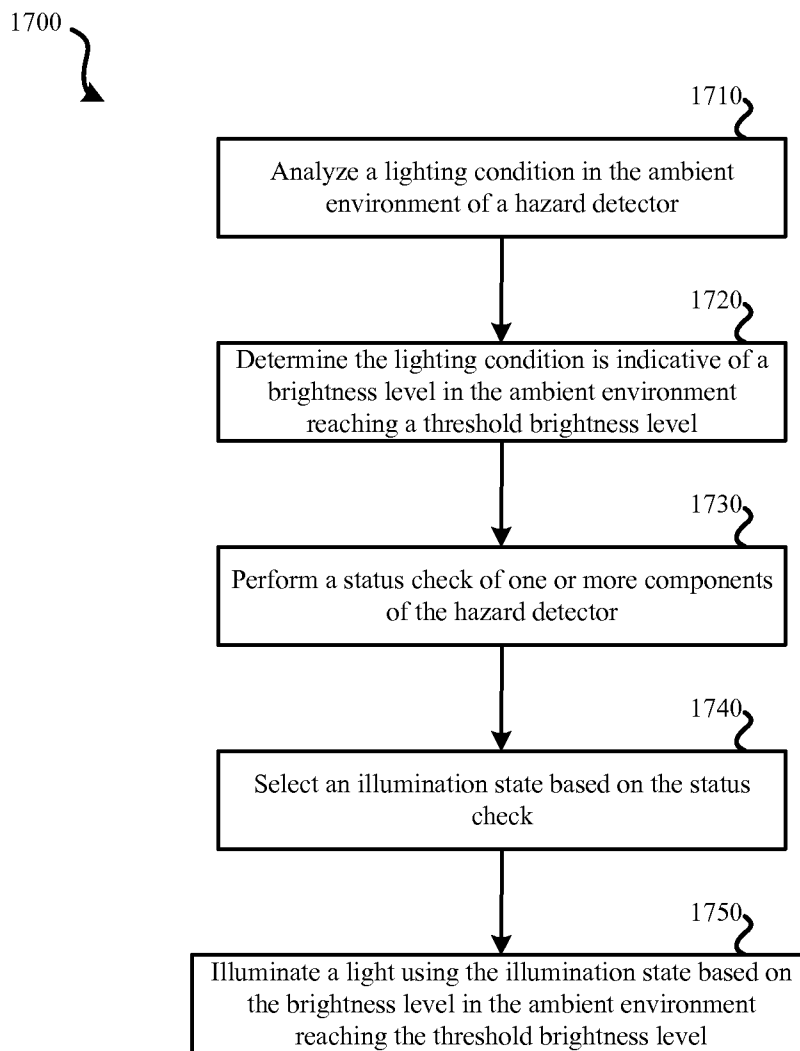 1700
1710
Analyze a lighting condition in the ambient
environment of a hazard detector
1720
Determine the lighting condition is indicative of a
brightness level in the ambient environment
reaching a threshold brightness level
1730
Perform a status check of one or more components
of the hazard detector
1740
Select an illumination state based on the status
check
1750
Illuminate a light using the illumination state based on
the brightness level in the ambient environment
reaching the threshold brightness level